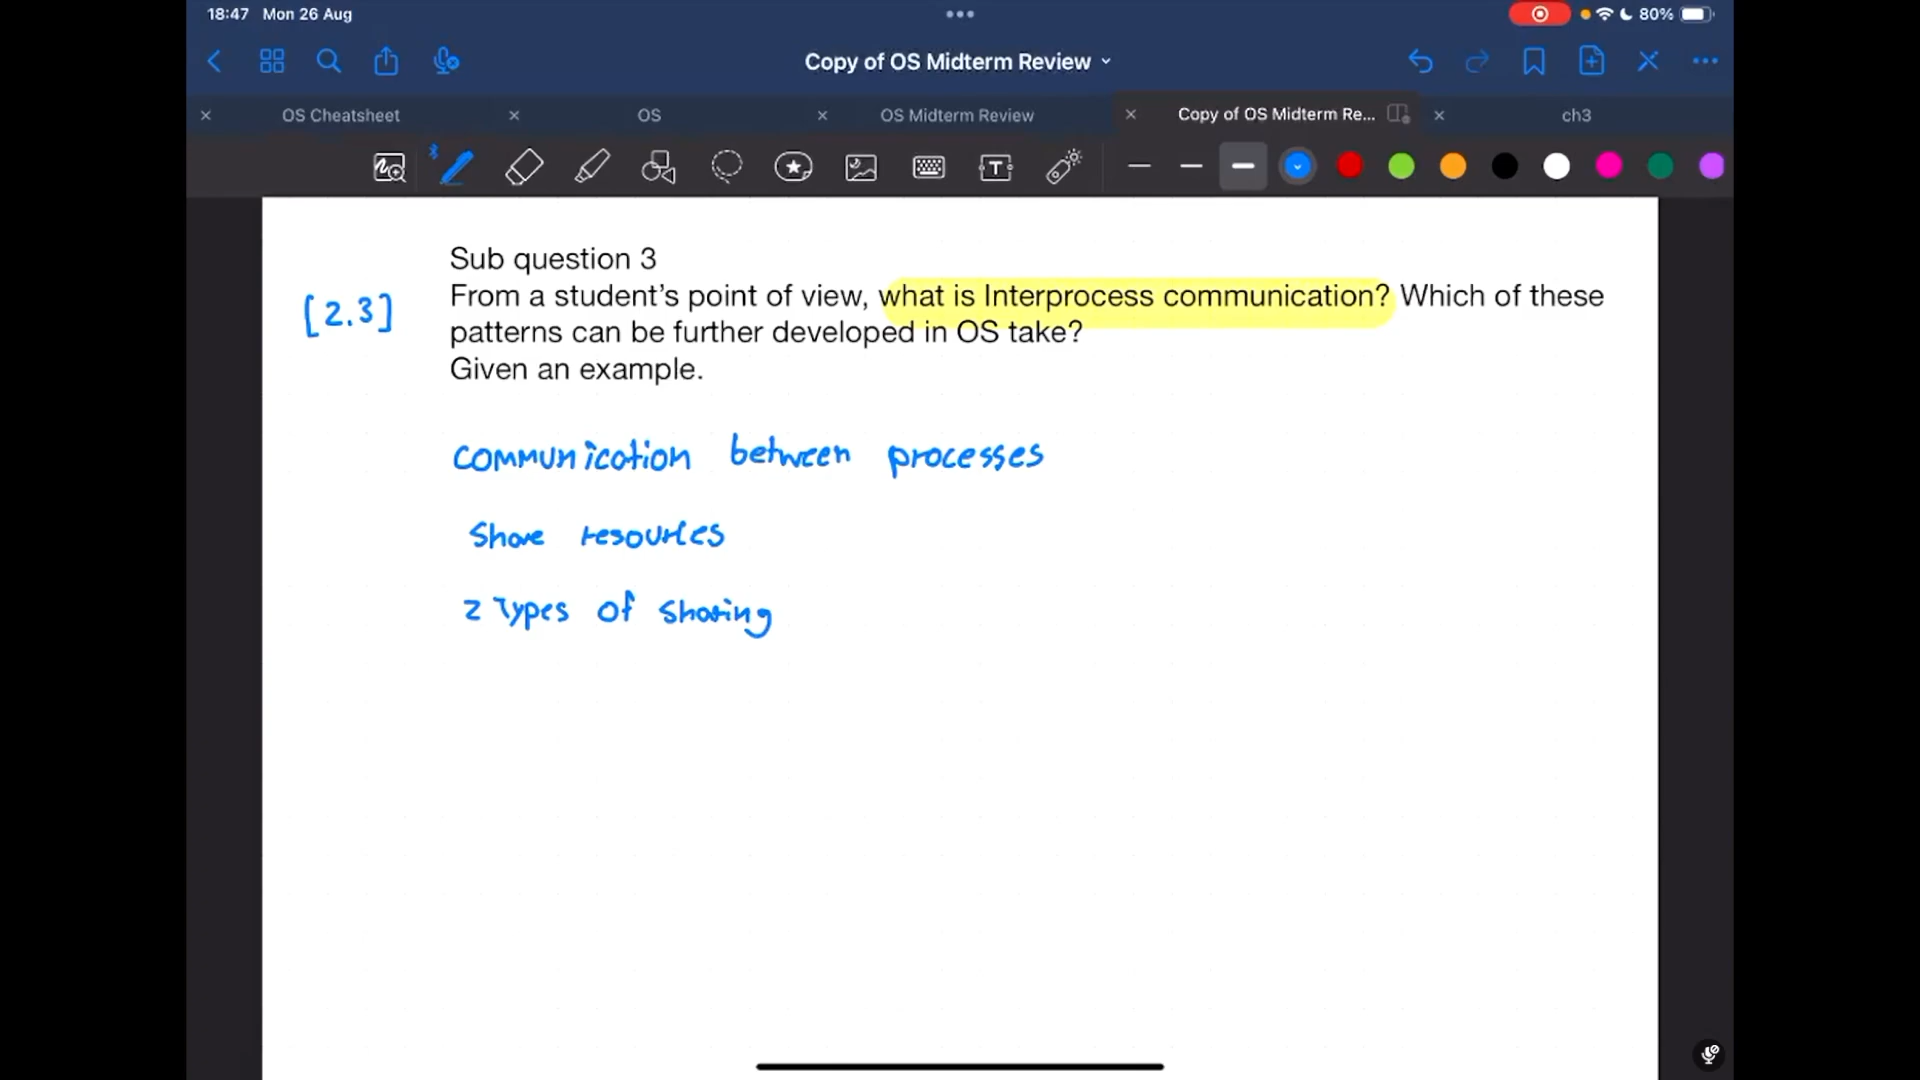 18:47 Mon 26 Aug
80%
Copy of OS Midterm Review
OS Cheatsheet
OS
OS Midterm Review
Copy of OS Midterm Re...
ch3
T
Sub question 3
[2.3]
From a student's point of view, what is Interprocess communication? Which of these
patterns can be further developed in OS take?
Given an example.
communication between processes
Share resources
2 Types of sharing